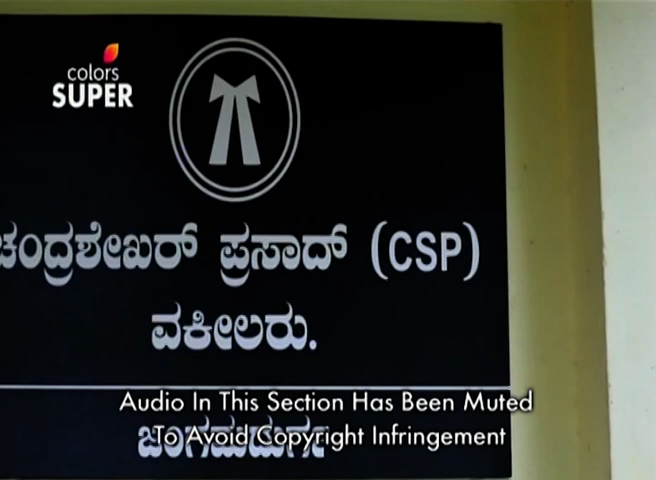 colors
SUPER
ಚಂದ್ರಶೇಖರ್ ಪ್ರಸಾದ್ (CSP)
ವಕೀಲರು.
Audio In This Section Has Been Muted
To Avoid Copyright Infringement